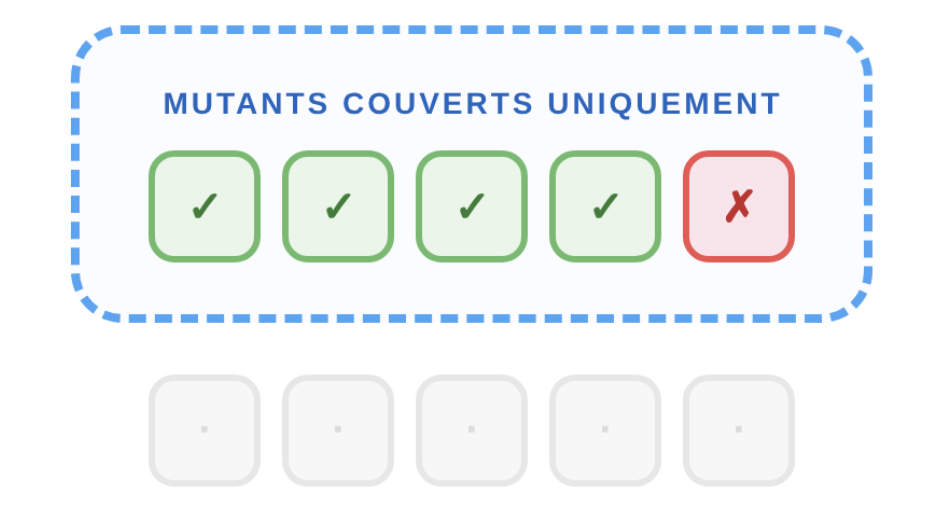 MUTANTS COUVERTS UNIQUEMENT
✓ ✓ ✓ ✓ ✗
· · · · ·